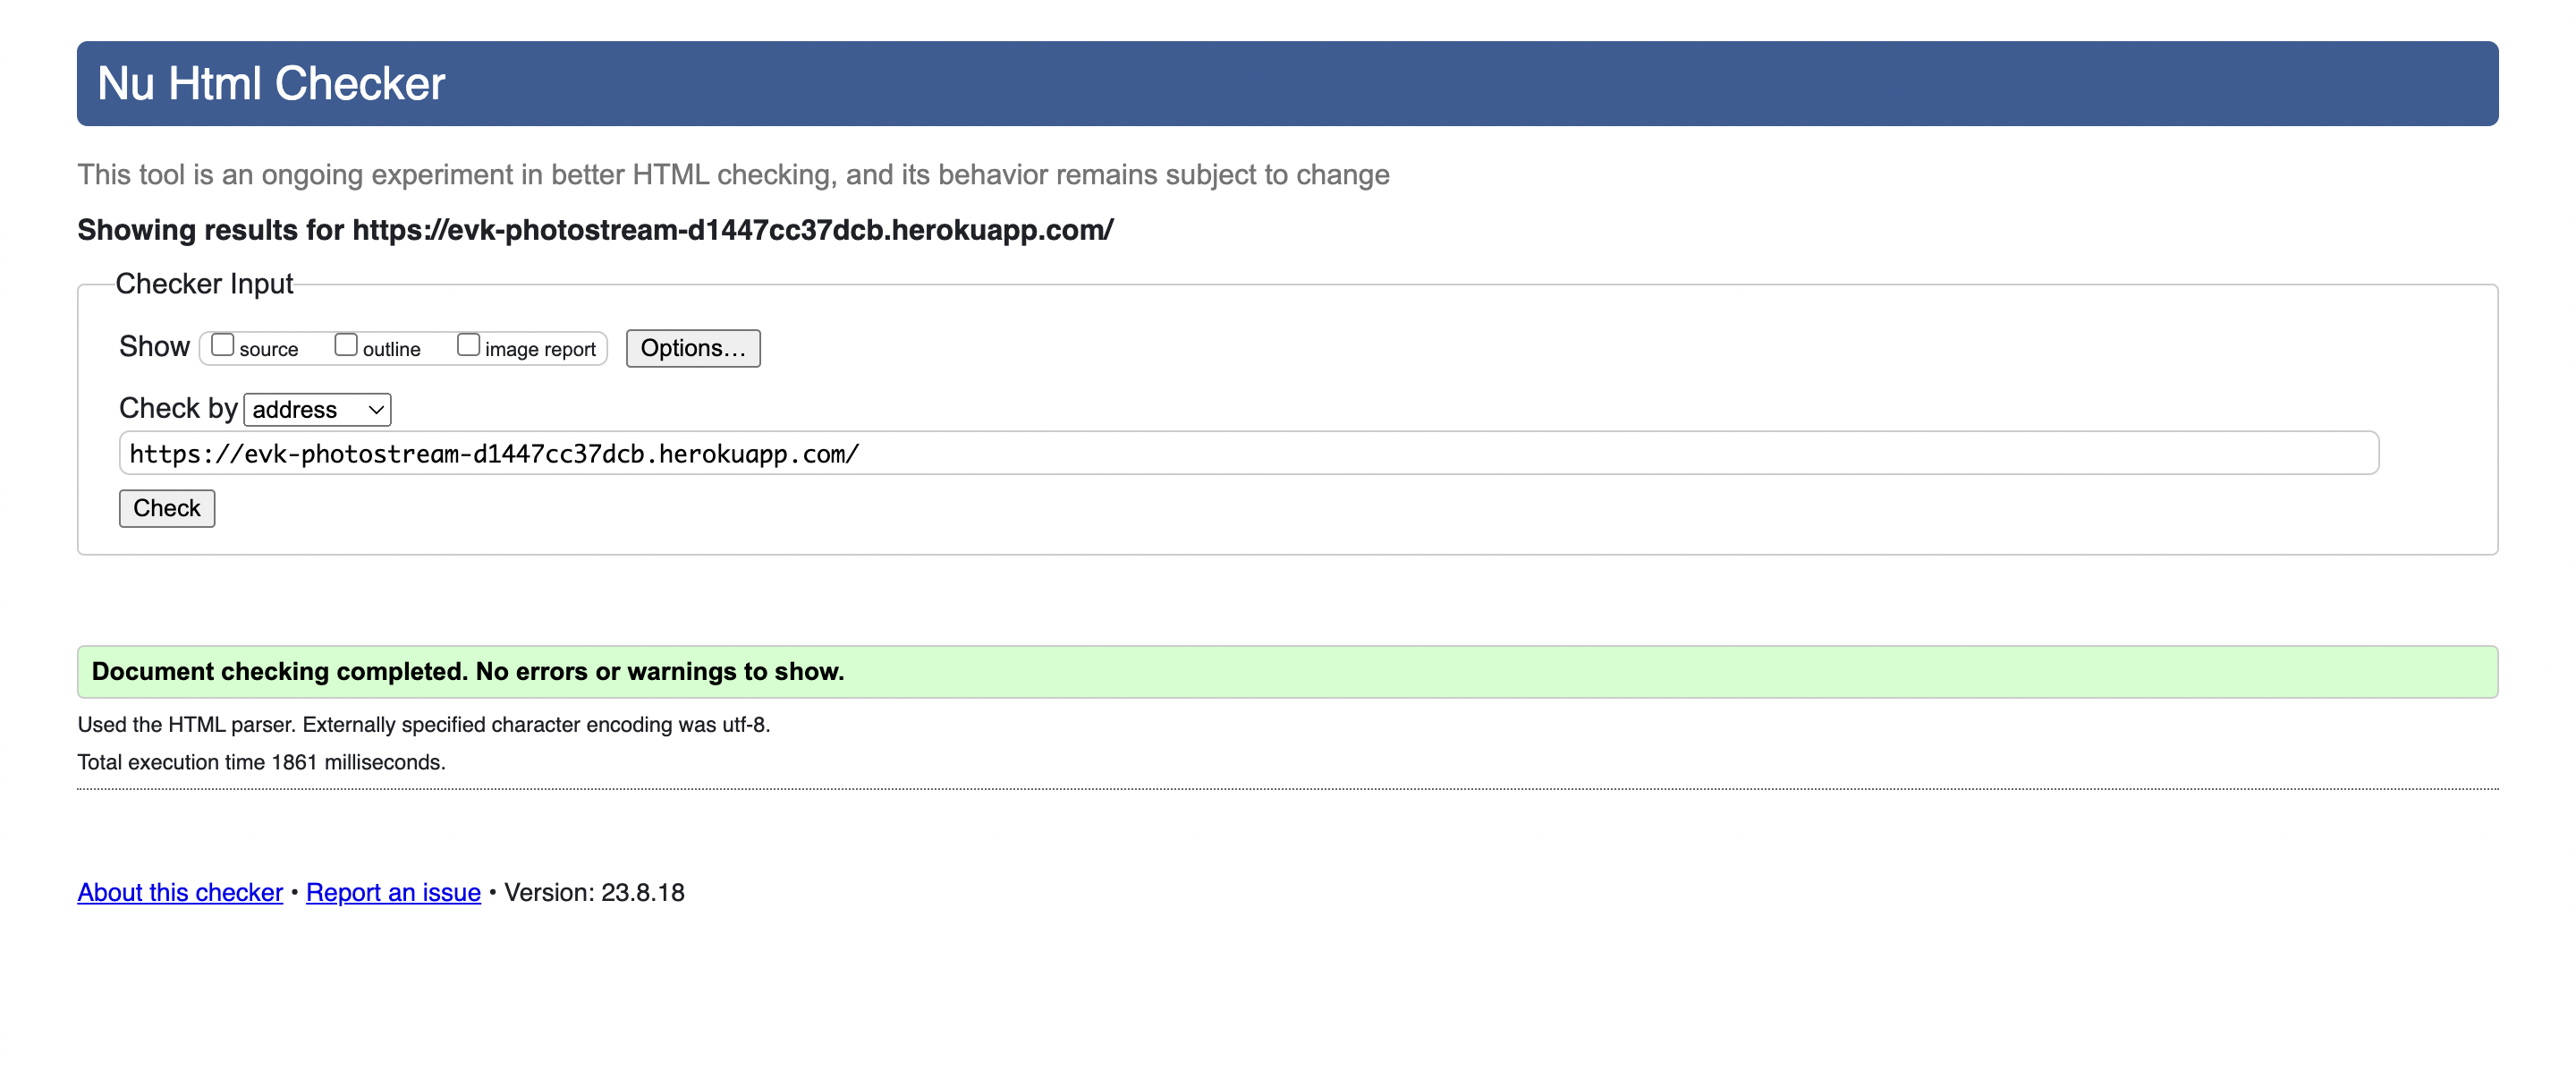 Nu Html Checker
This tool is an ongoing experiment in better HTML checking, and its behavior remains subject to change
Showing results for https://evk-photostream-d1447cc37dcb.herokuapp.com/
Checker Input
Show source outline image report Options...
Check by address
https://evk-photostream-d1447cc37dcb.herokuapp.com/
Check
Document checking completed. No errors or warnings to show.
Used the HTML parser. Externally specified character encoding was utf-8.
Total execution time 1861 milliseconds.
About this checker • Report an issue • Version: 23.8.18